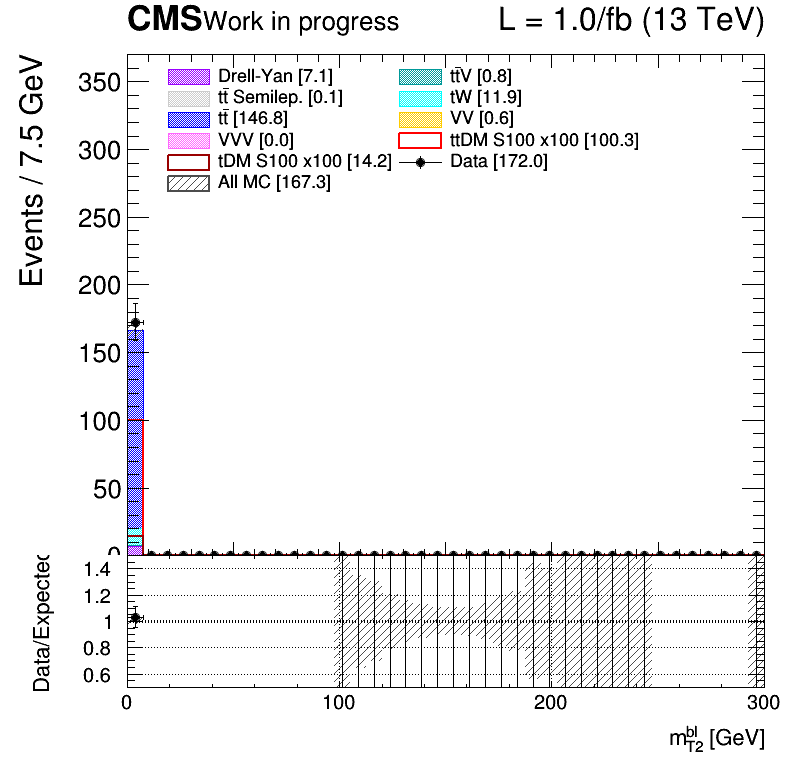 CMS Work in progress L = 1.0/fb (13 TeV)
Events / 7.5 GeV
350
300
250
200
150
100
50
0
Drell-Yan [7.1]
tt̄V [0.8]
tt̄ Semilep. [0.1]
tW [11.9]
tt̄ [146.8]
VV [0.6]
VVV [0.0]
ttDM S100 x100 [100.3]
tDM S100 x100 [14.2]
Data [172.0]
All MC [167.3]
Data/Expected
1.4
1.2
1
0.8
0.6
0 100 200 300
m_{T2}^{bl} [GeV]